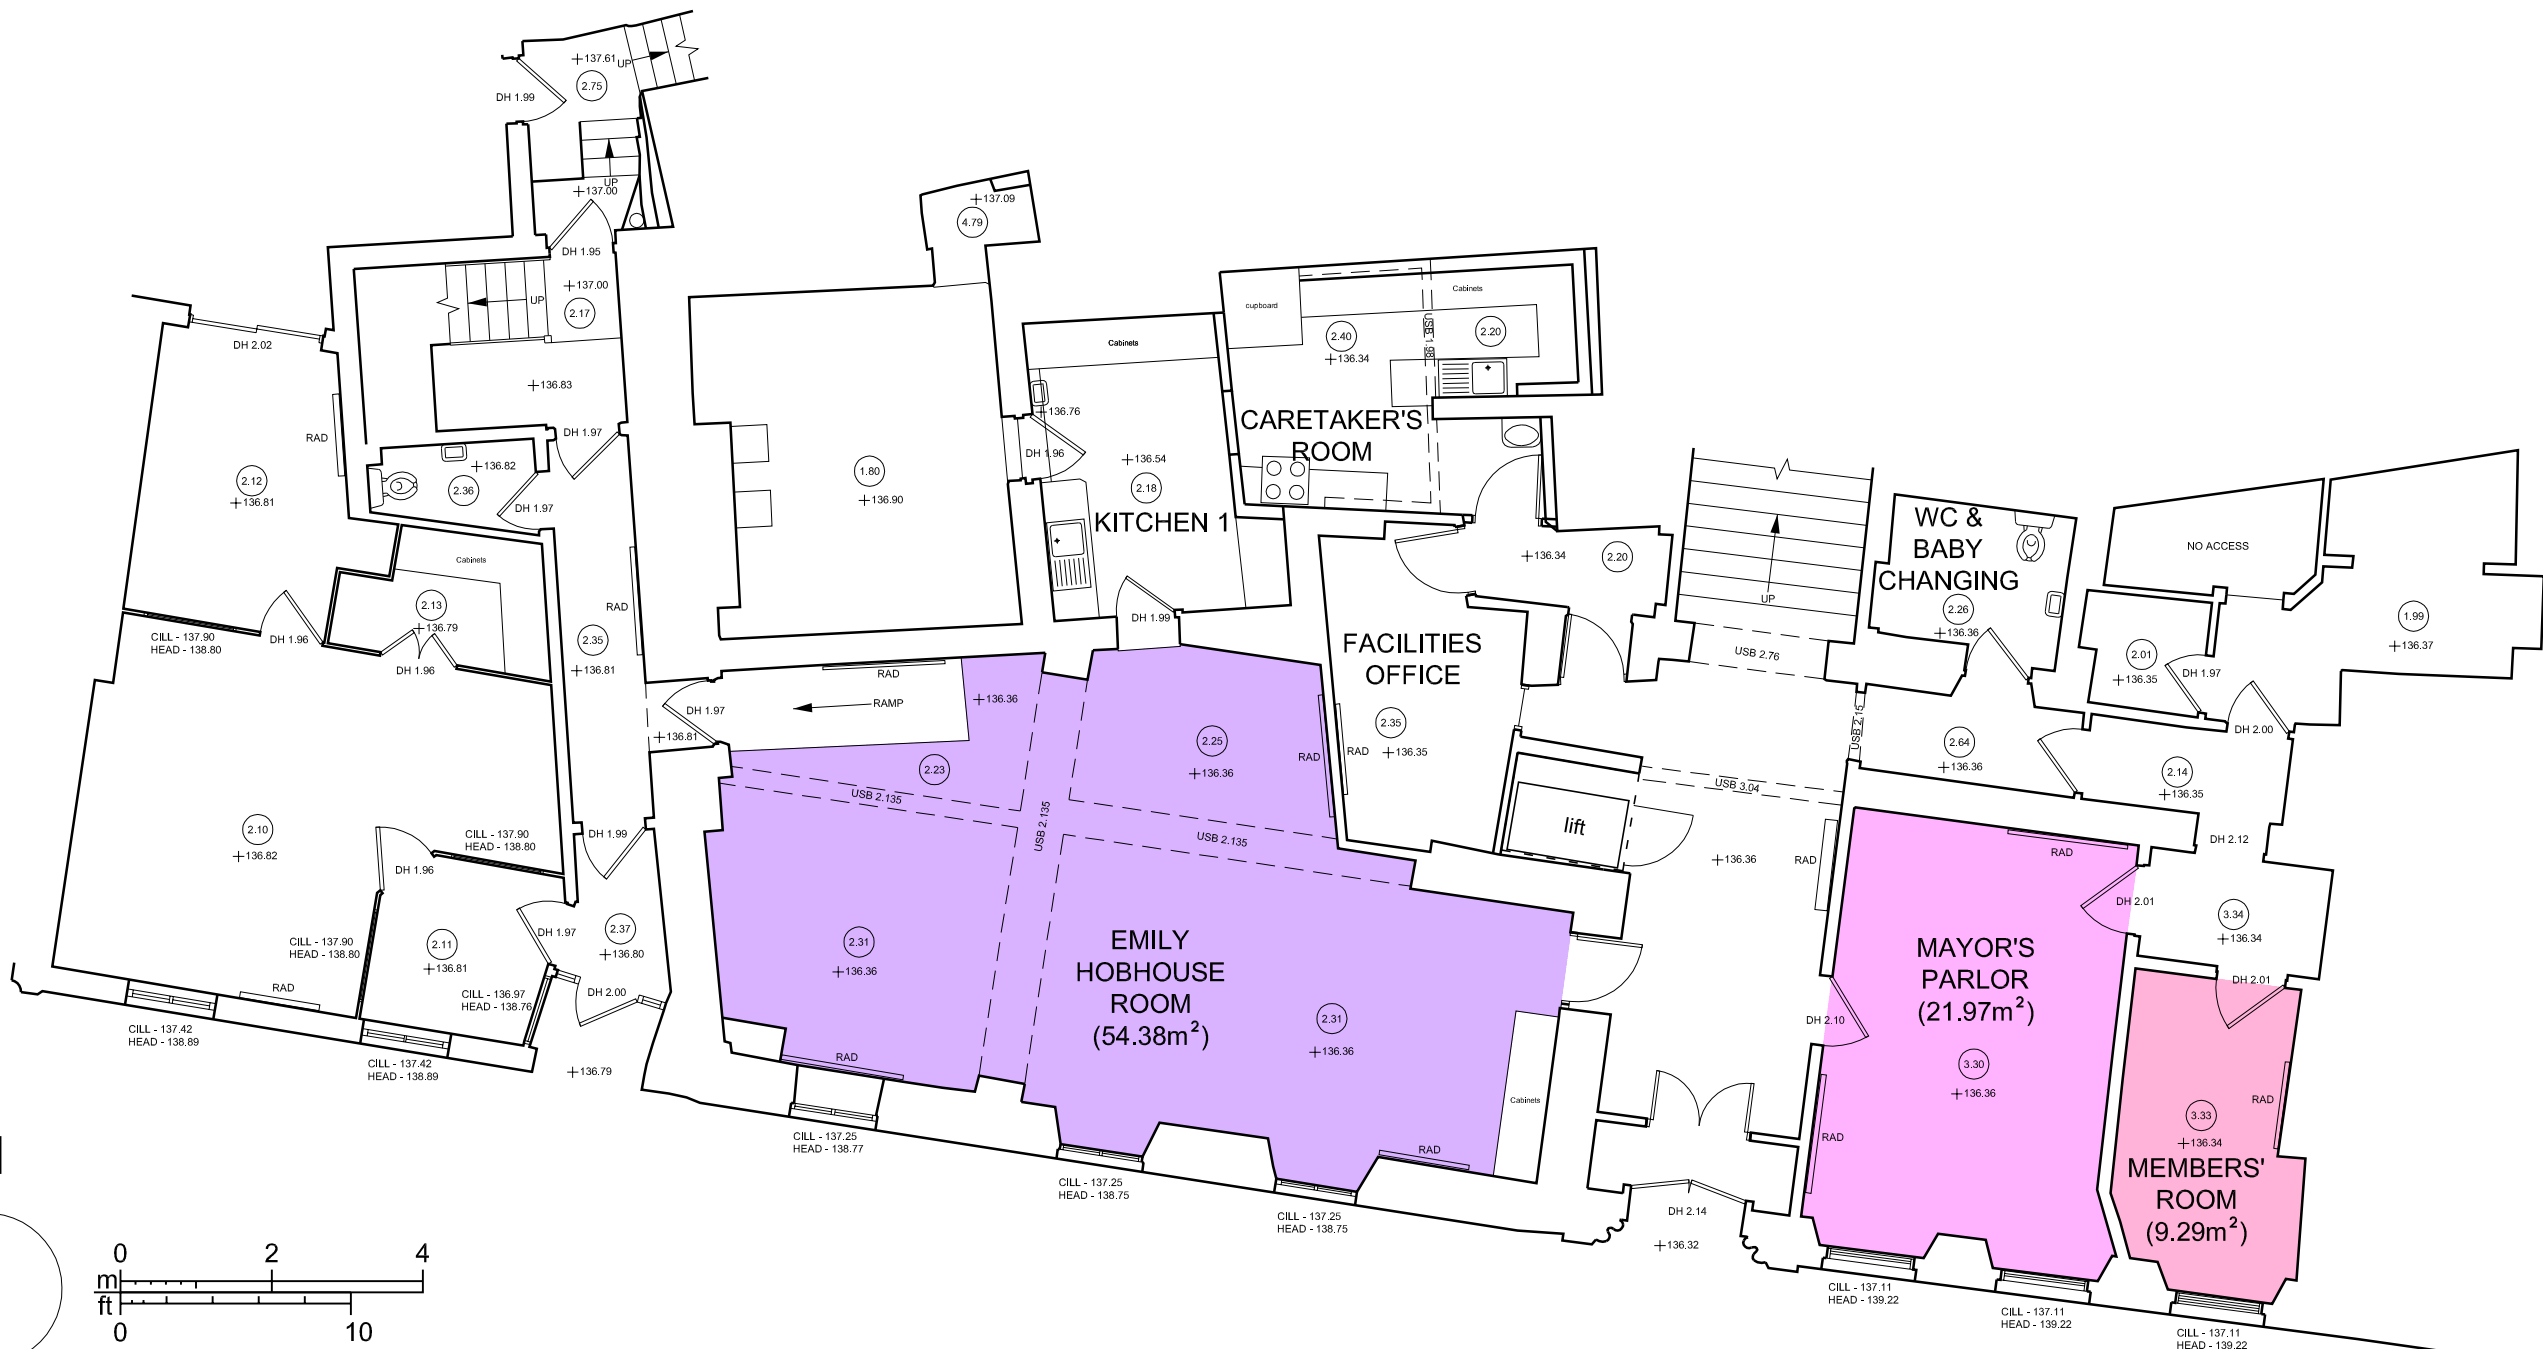 +137.61
UP
2.75
DH 1.99
UP
+137.00
DH 1.95
+137.00
UP
2.17
+137.09
4.79
DH 2.02
+136.83
RAD
DH 1.97
2.12
+136.81
+136.82
2.36
DH 1.97
1.80
+136.90
Cabinets
+136.76
DH 1.96
+136.54
2.18
KITCHEN 1
DH 1.99
cupboard
Cabinets
2.40
+136.34
USB 1.98
2.20
CARETAKER'S
ROOM
+136.34
2.20
UP
USB 2.76
WC &
BABY
CHANGING
2.26
+136.36
NO ACCESS
1.99
+136.37
2.01
+136.35
DH 1.97
DH 2.00
Cabinets
2.13
+136.79
DH 1.96
DH 1.96
CILL - 137.90
HEAD - 138.80
RAD
2.35
+136.81
DH 1.97
+136.81
RAD
RAMP
+136.36
2.23
USB 2.135
2.25
+136.36
RAD
RAD
FACILITIES
OFFICE
2.35
+136.35
USB 2.15
2.64
+136.36
2.14
+136.35
USB 3.04
lift
+136.36
RAD
DH 2.12
2.10
+136.82
CILL - 137.90
HEAD - 138.80
DH 1.96
DH 1.99
USB 2.135
USB 2.135
RAD
DH 2.01
3.34
+136.34
DH 2.01
CILL - 137.90
HEAD - 138.80
2.11
+136.81
DH 1.97
2.37
+136.80
CILL - 136.97
HEAD - 138.76
DH 2.00
RAD
CILL - 137.42
HEAD - 138.89
CILL - 137.42
HEAD - 138.89
+136.79
2.31
+136.36
EMILY
HOBHOUSE
ROOM
(54.38m²)
2.31
+136.36
RAD
Cabinets
RAD
CILL - 137.25
HEAD - 138.77
CILL - 137.25
HEAD - 138.75
CILL - 137.25
HEAD - 138.75
MAYOR'S
PARLOR
(21.97m²)
DH 2.10
3.30
+136.36
RAD
3.33
+136.34
RAD
MEMBERS'
ROOM
(9.29m²)
DH 2.14
+136.32
CILL - 137.11
HEAD - 139.22
CILL - 137.11
HEAD - 139.22
CILL - 137.11
HEAD - 139.22
0 2 4
m
ft
0 10